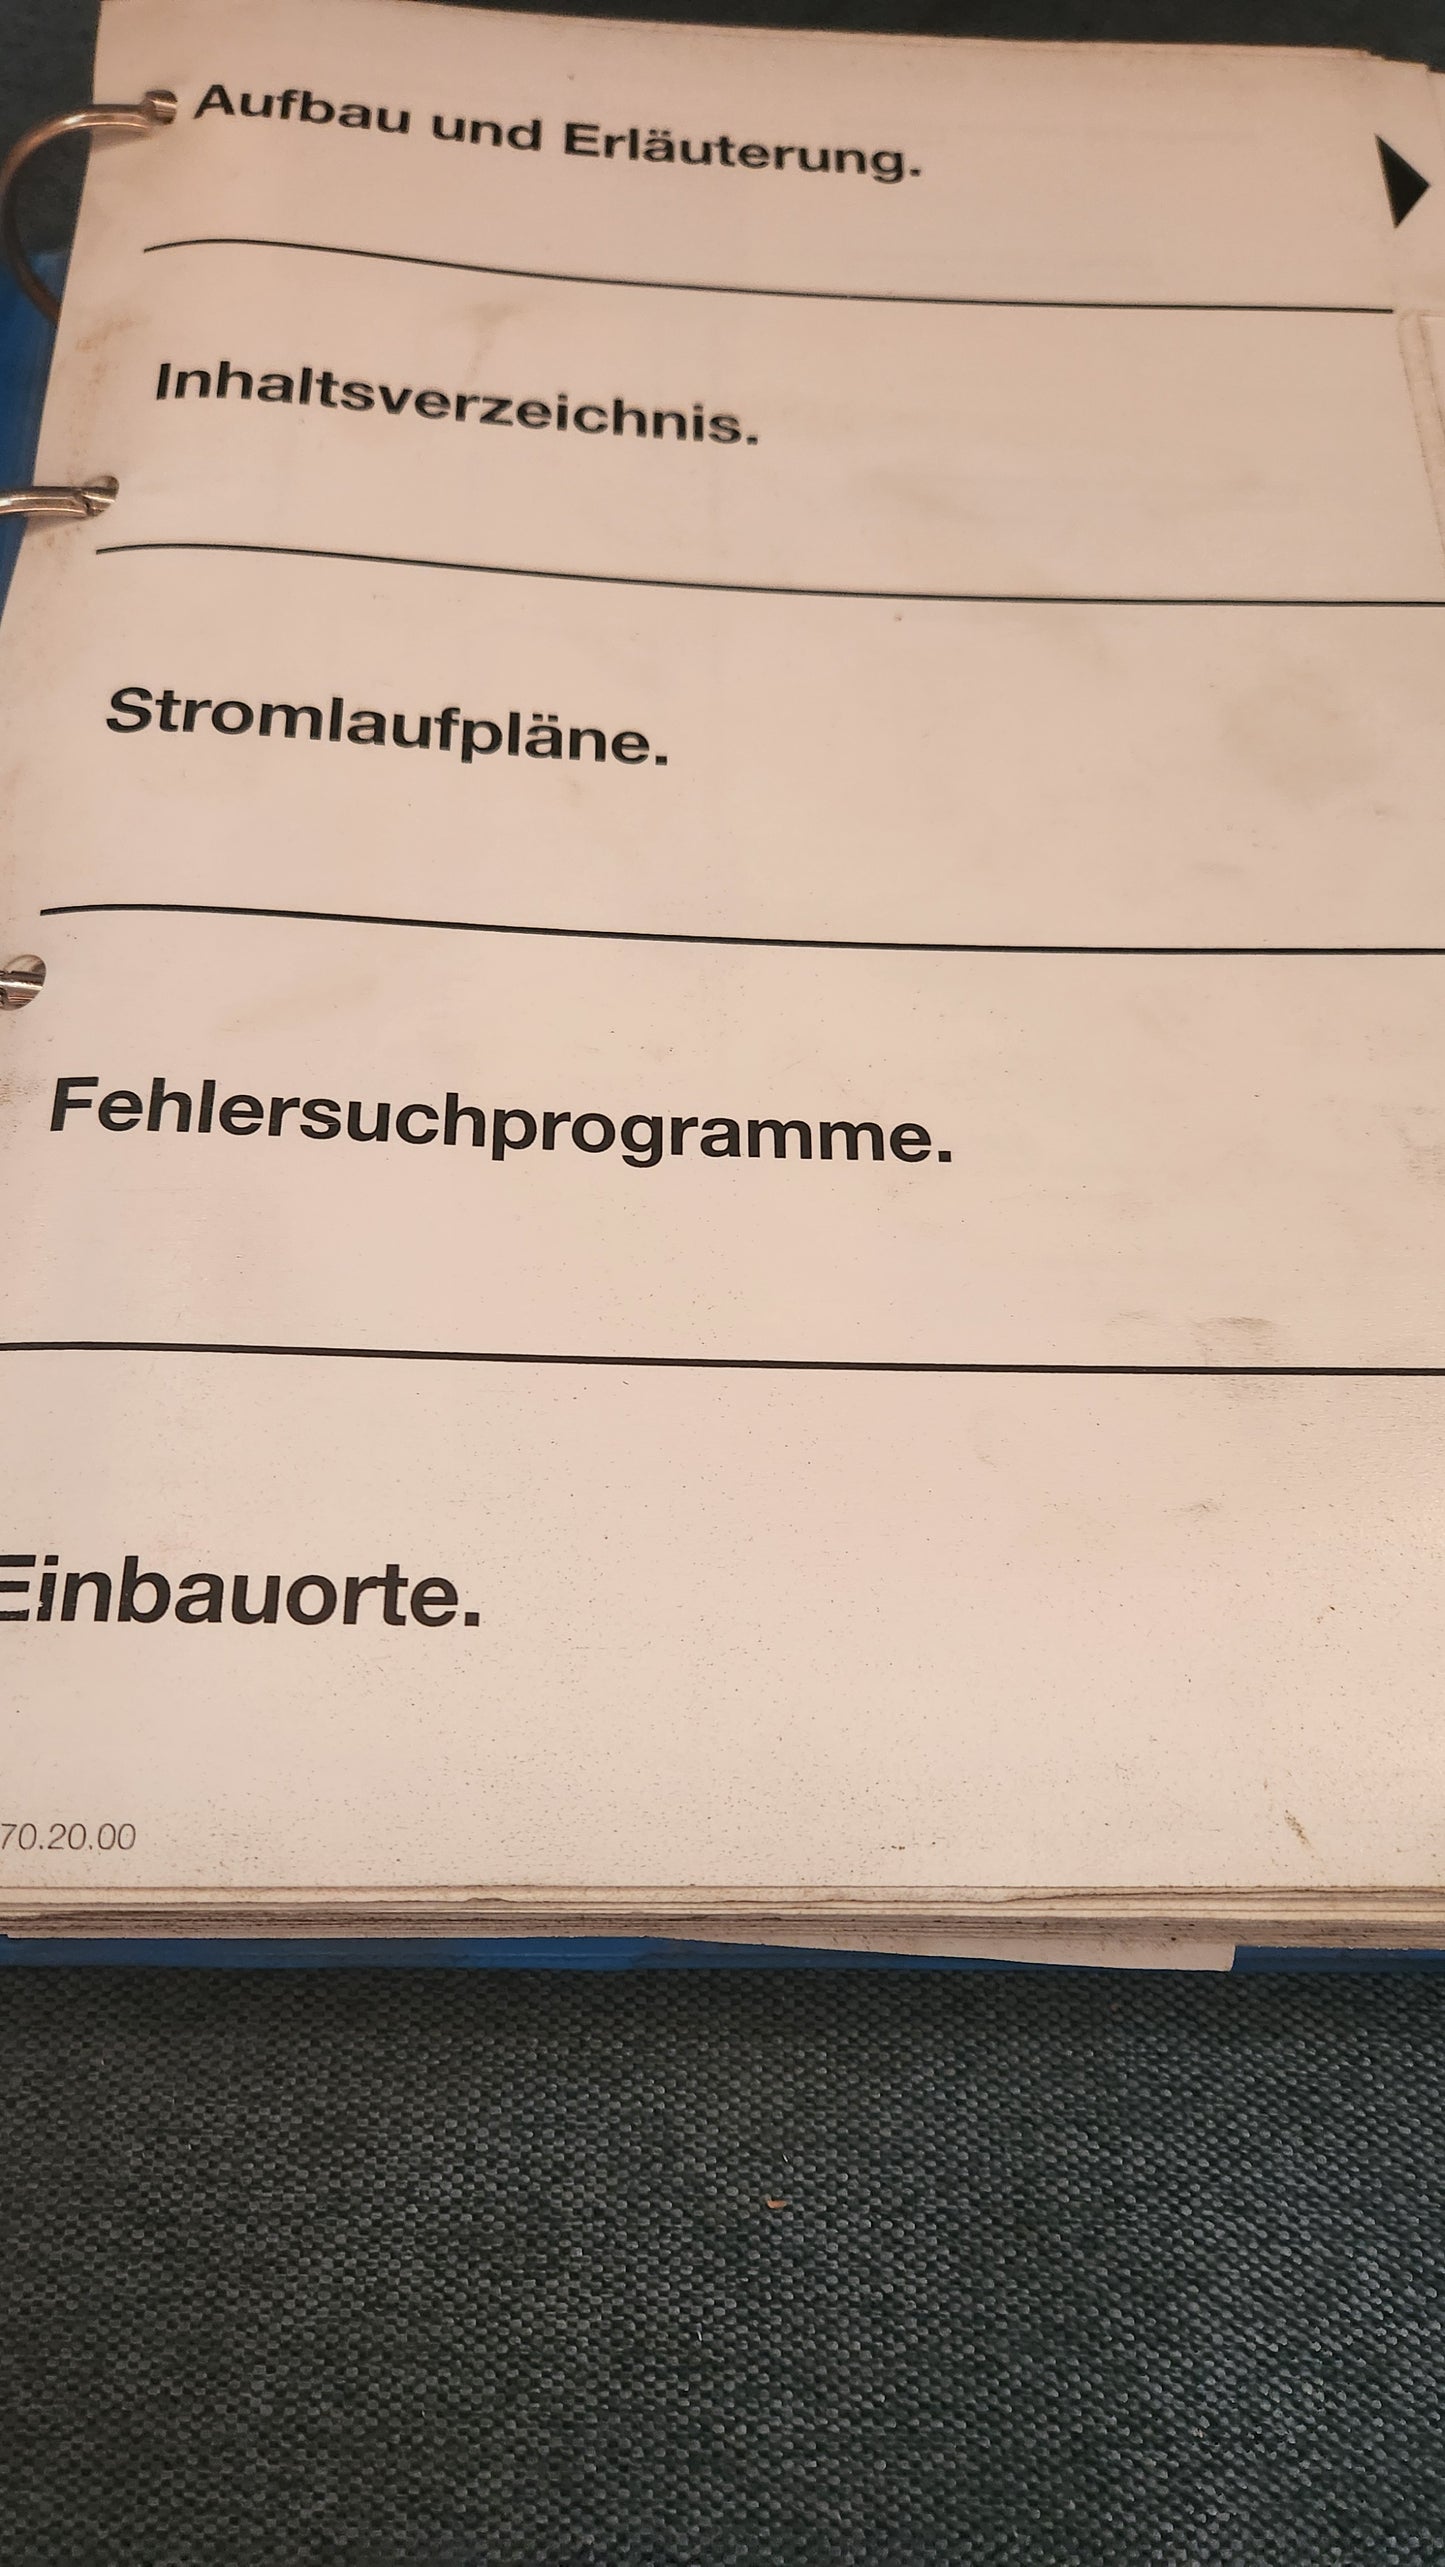 Aufbau und Erläuterung.
Inhaltsverzeichnis.
Stromlaufpläne.
Fehlersuchprogramme.
Einbauorte.
70.20.00